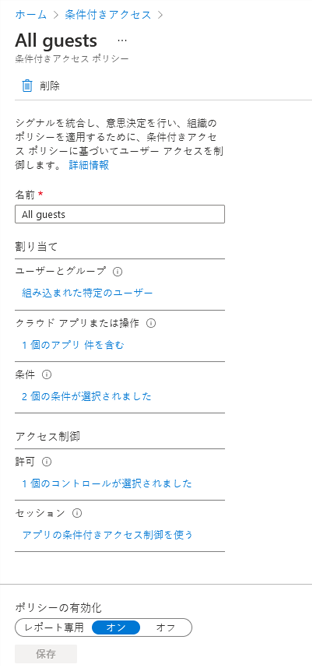 ホーム > 条件付きアクセス >
All guests ...
条件付きアクセス ポリシー
削除
シグナルを統合し、意思決定を行い、組織の
ポリシーを適用するために、条件付きアクセ
ス ポリシーに基づいてユーザー アクセスを制
御します。 詳細情報
名前 *
All guests
割り当て
ユーザーとグループ
組み込まれた特定のユーザー
クラウド アプリまたは操作
1 個のアプリ 件を含む
条件
2 個の条件が選択されました
アクセス制御
許可
1 個のコントロールが選択されました
セッション
アプリの条件付きアクセス制御を使う
ポリシーの有効化
レポート専用 オン オフ
保存